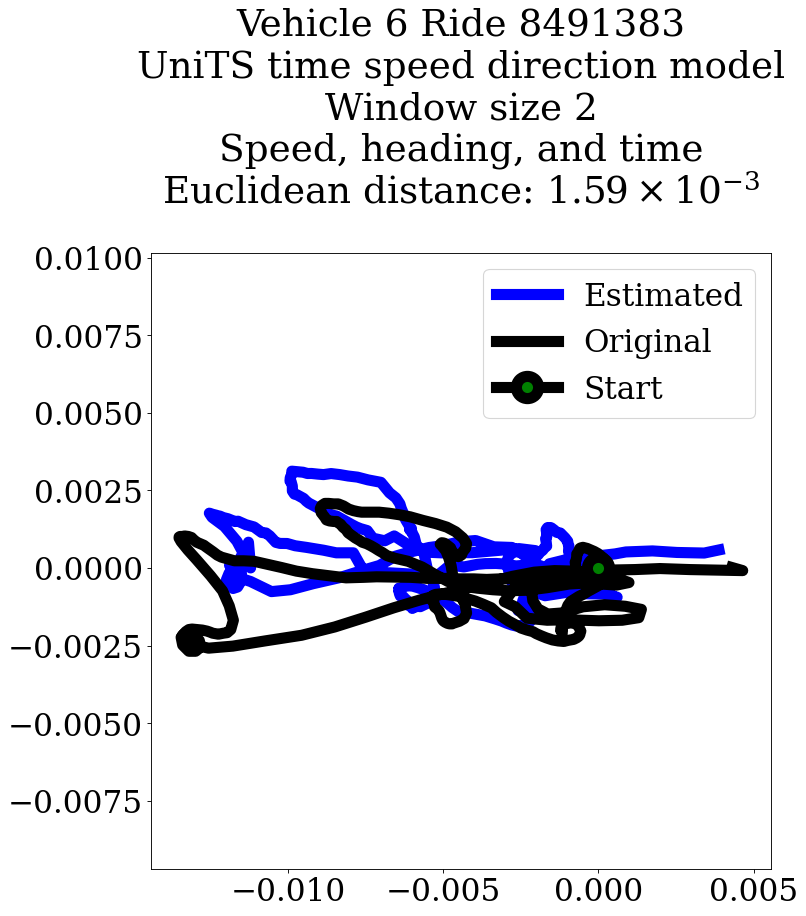 Vehicle 6 Ride 8491383
UniTS time speed direction model
Window size 2
Speed, heading, and time
Euclidean distance: 1.59 × 10⁻³
0.0100
0.0075
0.0050
0.0025
0.0000
−0.0025
−0.0050
−0.0075
Estimated
Original
Start
−0.010
−0.005
0.000
0.005